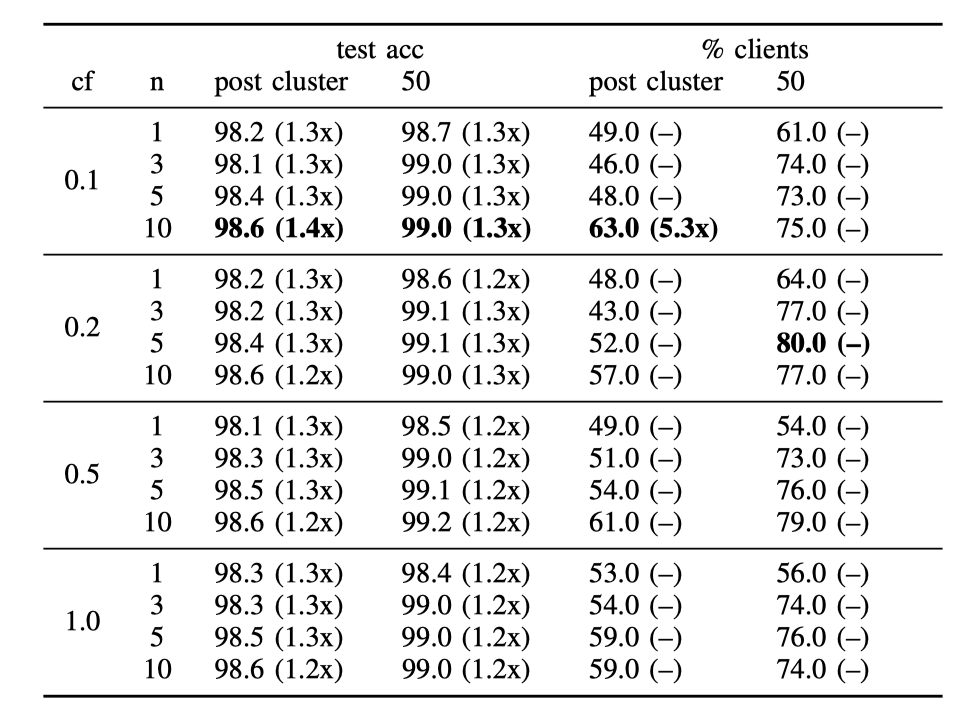 test acc % clients
cf n post cluster 50 post cluster 50
1 98.2 (1.3x) 98.7 (1.3x) 49.0 (–) 61.0 (–)
3 98.1 (1.3x) 99.0 (1.3x) 46.0 (–) 74.0 (–)
0.1
5 98.4 (1.3x) 99.0 (1.3x) 48.0 (–) 73.0 (–)
10 98.6 (1.4x) 99.0 (1.3x) 63.0 (5.3x) 75.0 (–)
1 98.2 (1.3x) 98.6 (1.2x) 48.0 (–) 64.0 (–)
3 98.2 (1.3x) 99.1 (1.3x) 43.0 (–) 77.0 (–)
0.2
5 98.4 (1.3x) 99.1 (1.3x) 52.0 (–) 80.0 (–)
10 98.6 (1.2x) 99.0 (1.3x) 57.0 (–) 77.0 (–)
1 98.1 (1.3x) 98.5 (1.2x) 49.0 (–) 54.0 (–)
3 98.3 (1.3x) 99.0 (1.2x) 51.0 (–) 73.0 (–)
0.5
5 98.5 (1.3x) 99.1 (1.2x) 54.0 (–) 76.0 (–)
10 98.6 (1.2x) 99.2 (1.2x) 61.0 (–) 79.0 (–)
1 98.3 (1.3x) 98.4 (1.2x) 53.0 (–) 56.0 (–)
3 98.3 (1.3x) 99.0 (1.2x) 54.0 (–) 74.0 (–)
1.0
5 98.5 (1.3x) 99.0 (1.2x) 59.0 (–) 76.0 (–)
10 98.6 (1.2x) 99.0 (1.2x) 59.0 (–) 74.0 (–)